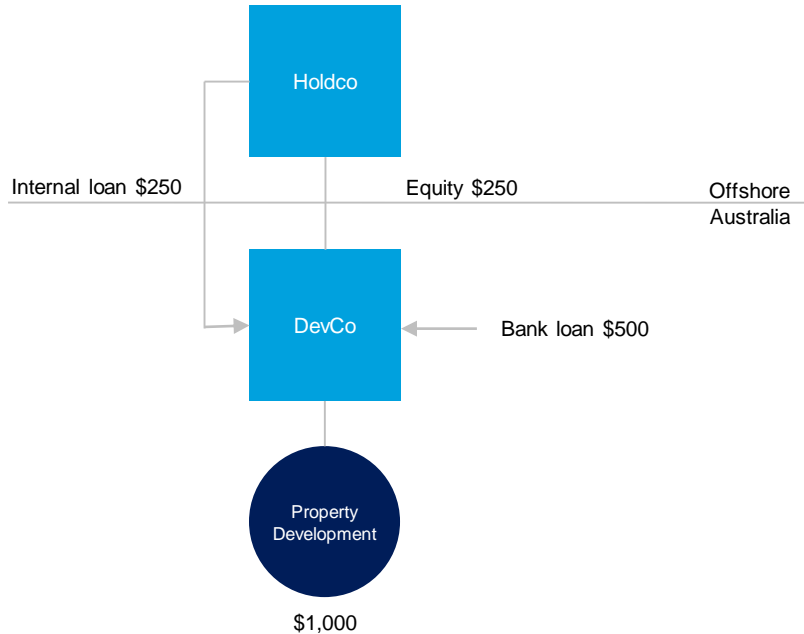 Holdco
Internal loan $250
Equity $250
Offshore
Australia
DevCo
Bank loan $500
Property
Development
$1,000